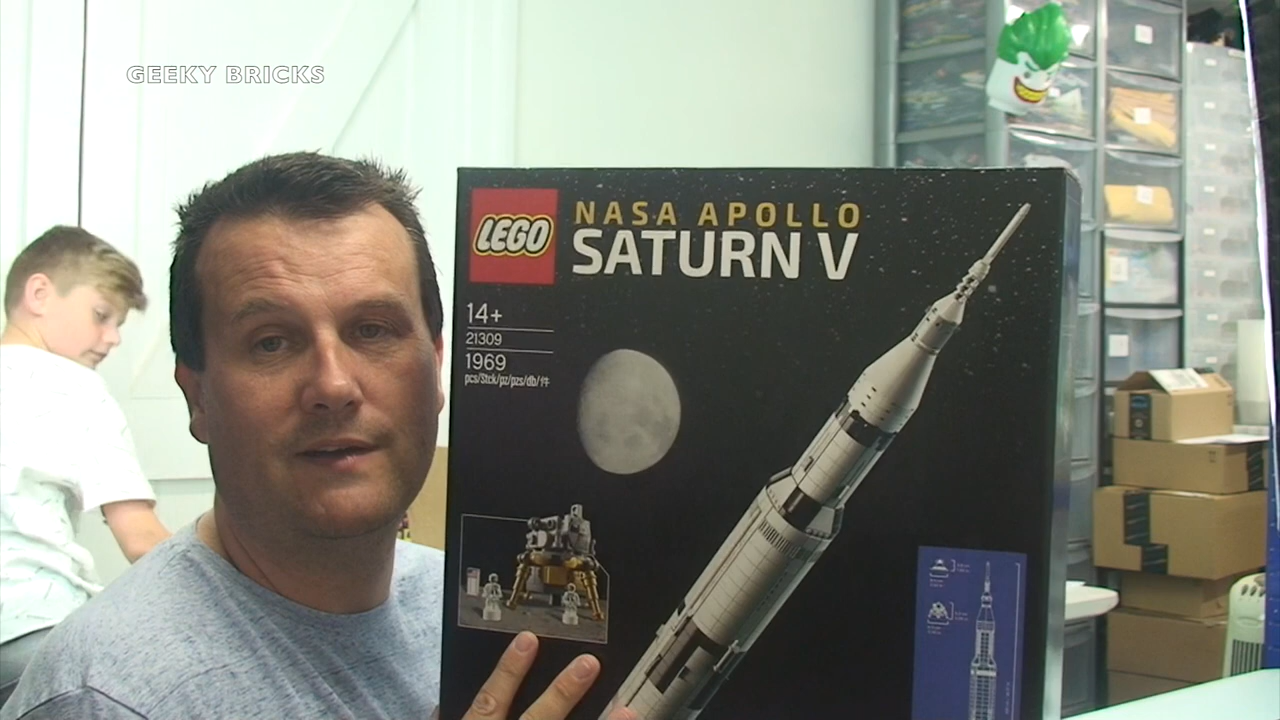 GEEKY BRICKS
LEGO
NASA APOLLO
SATURN V
14+
21309
1969
pcs/Stck/pz/pzs/db/件